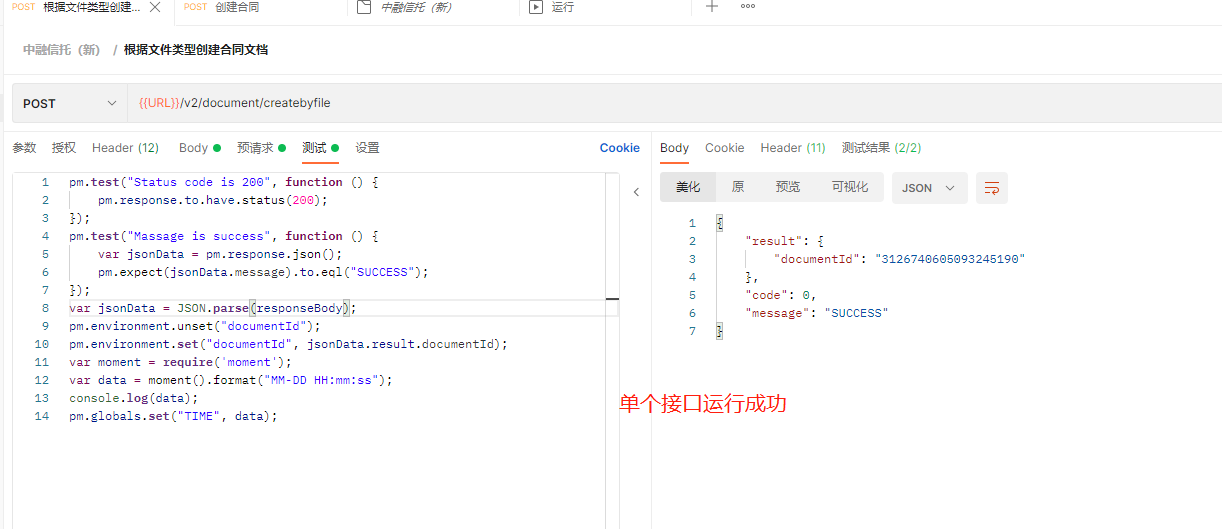 POST 根据文件类型创建... POST 创建合同 中融信托（新） 运行
中融信托（新） / 根据文件类型创建合同文档
POST {{URL}}/v2/document/createbyfile
参数 授权 Header (12) Body 预请求 测试 设置 Cookie
Body Cookie Header (11) 测试结果 (2/2)
美化 原 预览 可视化 JSON
1 pm.test("Status code is 200", function () {
2 pm.response.to.have.status(200);
3 });
4 pm.test("Massage is success", function () {
5 var jsonData = pm.response.json();
6 pm.expect(jsonData.message).to.eql("SUCCESS");
7 });
8 var jsonData = JSON.parse(responseBody);
9 pm.environment.unset("documentId");
10 pm.environment.set("documentId", jsonData.result.documentId);
11 var moment = require('moment');
12 var data = moment().format("MM-DD HH:mm:ss");
13 console.log(data);
14 pm.globals.set("TIME", data);
1 {
2 "result": {
3 "documentId": "3126740605093245190"
4 },
5 "code": 0,
6 "message": "SUCCESS"
7 }
单个接口运行成功